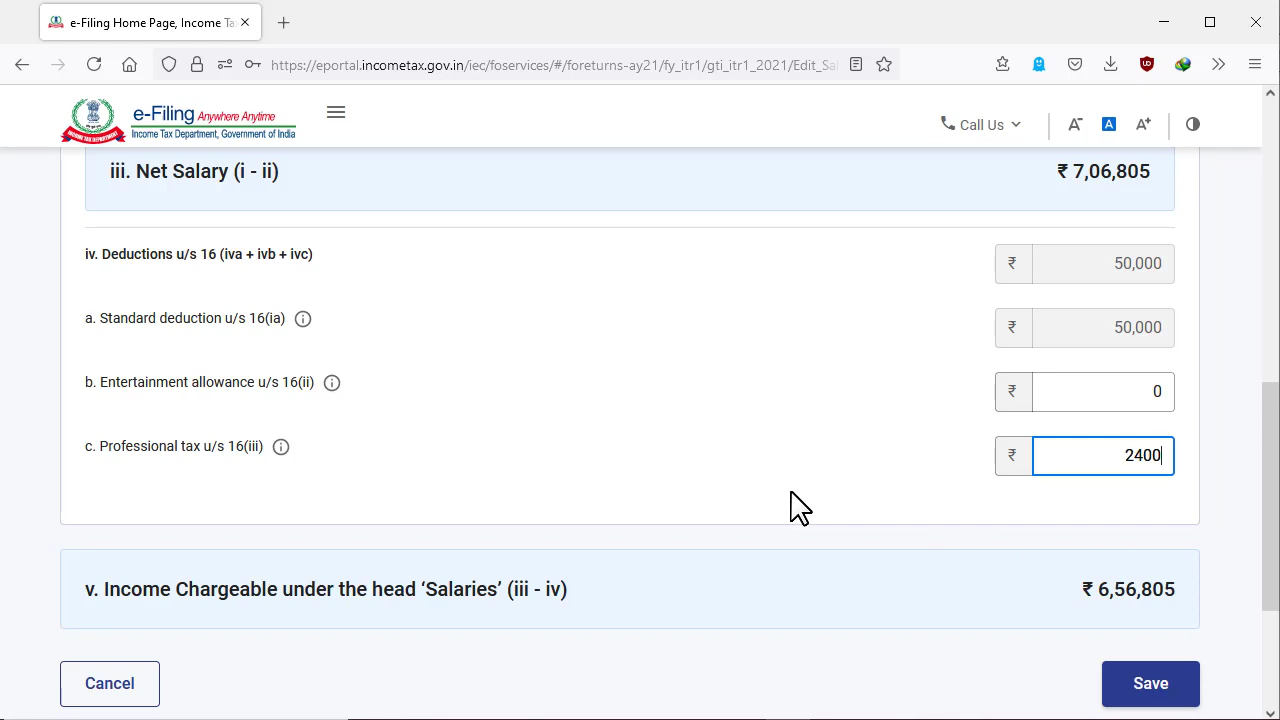 e-Filing Home Page, Income Ta
https://eportal.incometax.gov.in/iec/foservices/#/foreturns-ay21/fy_itr1/gti_itr1_2021/Edit_Sal
e-Filing Anywhere Anytime
Income Tax Department, Government of India
Call Us
A-
A
A+
iii. Net Salary (i - ii) ₹ 7,06,805
iv. Deductions u/s 16 (iva + ivb + ivc) ₹ 50,000
a. Standard deduction u/s 16(ia) ₹ 50,000
b. Entertainment allowance u/s 16(ii) ₹ 0
c. Professional tax u/s 16(iii) ₹ 2400
v. Income Chargeable under the head ‘Salaries’ (iii - iv) ₹ 6,56,805
Cancel
Save